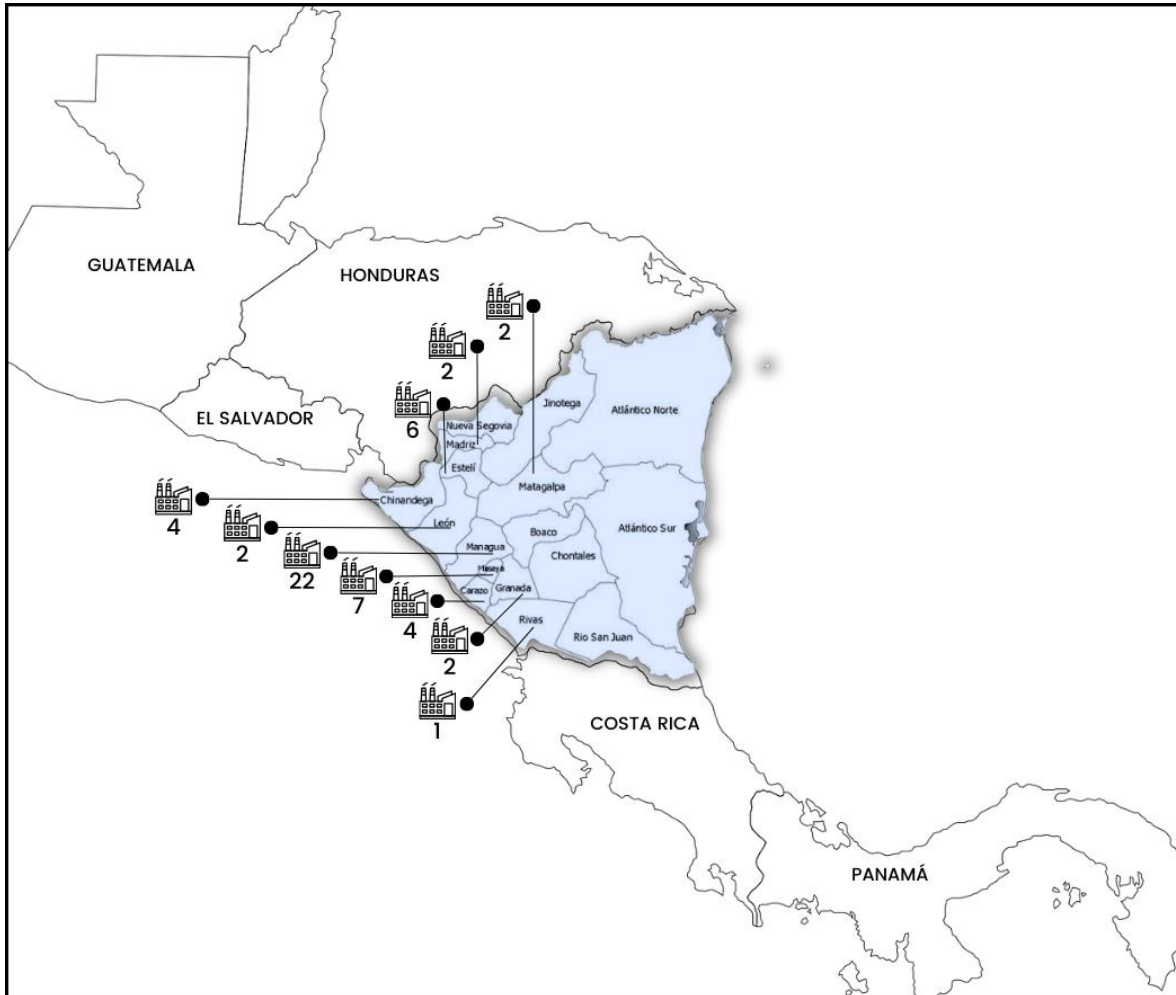 GUATEMALA
HONDURAS
2
2
6
EL SALVADOR
Jinotega
Atlántico Norte
Nueva Segovia
Madriz
Estelí
Matagalpa
Chinandega
4
León
2
Boaco
Atlántico Sur
Managua
22
Chontales
Masaya
7
Carazo
Granada
4
Rivas
2
Rio San Juan
1
COSTA RICA
PANAMÁ